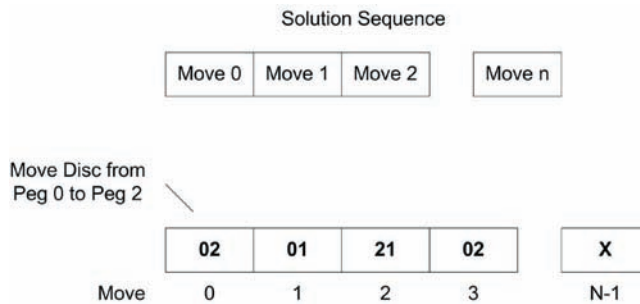 Solution Sequence
Move 0 Move 1 Move 2 Move n
Move Disc from
Peg 0 to Peg 2
02 01 21 02 X
Move 0 1 2 3 N-1